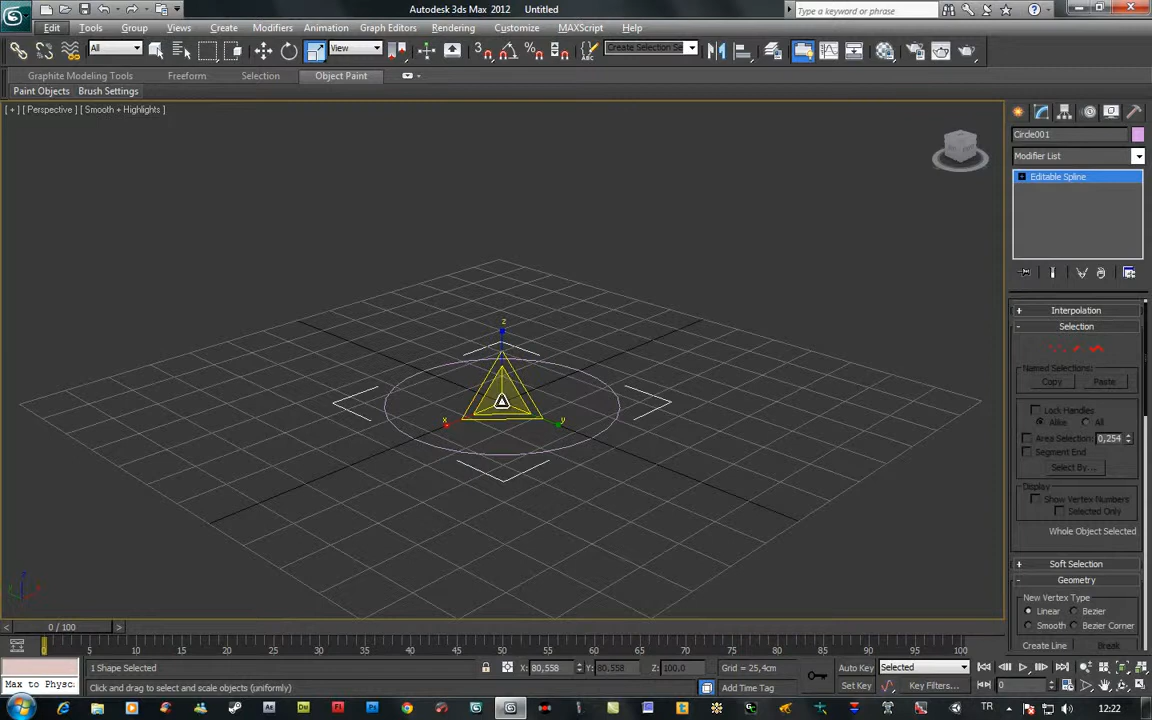 Autodesk 3ds Max 2012    Untitled
Type a keyword or phrase
Edit Tools Group Views Create Modifiers Animation Graph Editors Rendering Customize MAXScript Help
All View Create Selection Se
Graphite Modeling Tools Freeform Selection Object Paint
Paint Objects Brush Settings
[ + ] [ Perspective ] [ Smooth + Highlights ]
Circle001
Modifier List
Editable Spline
+ Interpolation
- Selection
Named Selections:
Copy Paste
Lock Handles
Alike All
Area Selection: 0,254
Segment End
Select By...
Display
Show Vertex Numbers
Selected Only
Whole Object Selected
+ Soft Selection
- Geometry
New Vertex Type
Linear Bezier
Smooth Bezier Corner
Create Line Break
z
x y
< 0 / 100 >
0 5 10 15 20 25 30 35 40 45 50 55 60 65 70 75 80 85 90 95 100
1 Shape Selected X: 80,558 Y: 80,558 Z: 100,0 Grid = 25,4cm Auto Key Selected
Max to Physc Click and drag to select and scale objects (uniformly) Add Time Tag Set Key Key Filters... 0
Ae Dw Fl Ps TR 12:22